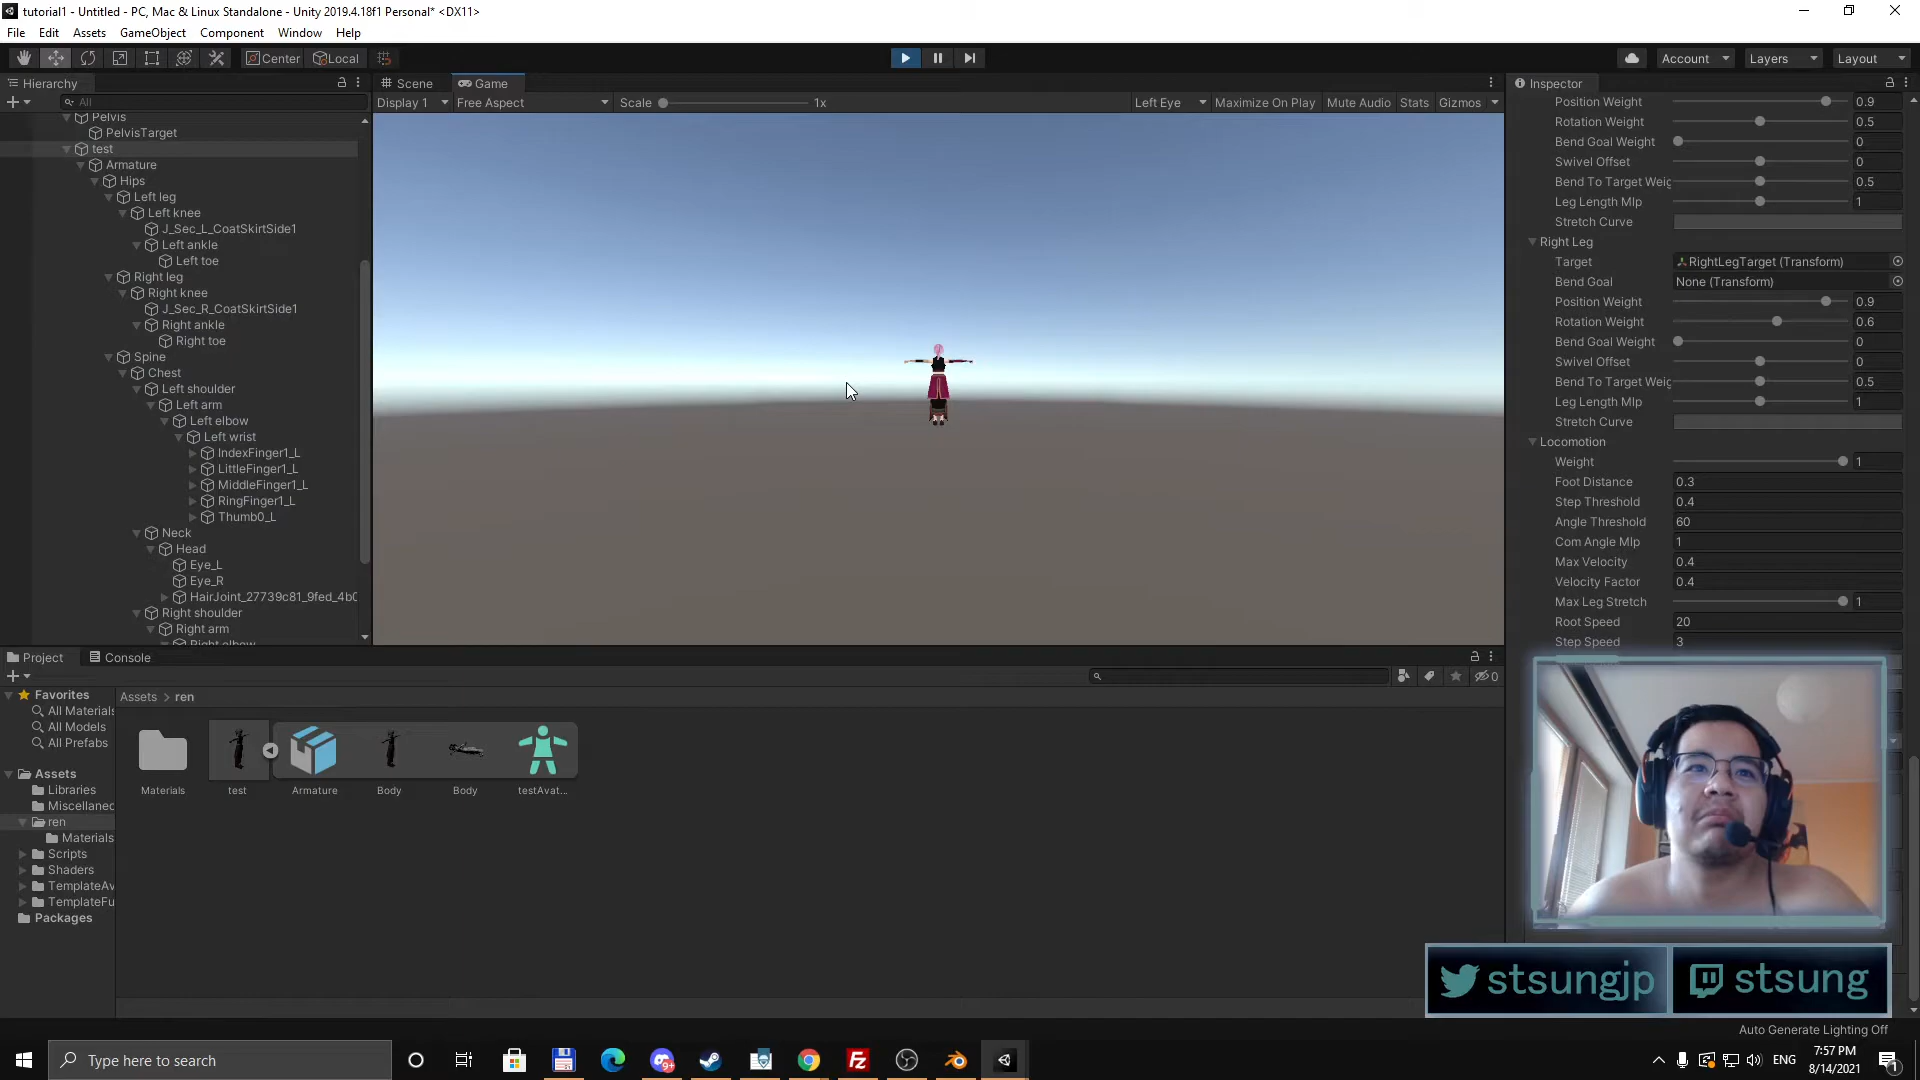 tutorial1 - Untitled - PC, Mac & Linux Standalone - Unity 2019.4.18f1 Personal* <DX11>
File Edit Assets GameObject Component Window Help
Center Local Account Layers Layout
Hierarchy
All
Pelvis
PelvisTarget
test
Armature
Hips
Left leg
Left knee
J_Sec_L_CoatSkirtSide1
Left ankle
Left toe
Right leg
Right knee
J_Sec_R_CoatSkirtSide1
Right ankle
Right toe
Spine
Chest
Left shoulder
Left arm
Left elbow
Left wrist
IndexFinger1_L
LittleFinger1_L
MiddleFinger1_L
RingFinger1_L
Thumb0_L
Neck
Head
Eye_L
Eye_R
HairJoint_27739c81_9fed_4b0
Right shoulder
Right arm
Right elbow
Scene Game
Display 1 Free Aspect Scale 1x Left Eye Maximize On Play Mute Audio Stats Gizmos
Inspector
Position Weight 0.9
Rotation Weight 0.5
Bend Goal Weight 0
Swivel Offset 0
Bend To Target Weig 0.5
Leg Length Mlp 1
Stretch Curve
Right Leg
Target RightLegTarget (Transform)
Bend Goal None (Transform)
Position Weight 0.9
Rotation Weight 0.6
Bend Goal Weight 0
Swivel Offset 0
Bend To Target Weig 0.5
Leg Length Mlp 1
Stretch Curve
Locomotion
Weight 1
Foot Distance 0.3
Step Threshold 0.4
Angle Threshold 60
Com Angle Mlp 1
Max Velocity 0.4
Velocity Factor 0.4
Max Leg Stretch 1
Root Speed 20
Step Speed 3
Project Console
0
Favorites
All Materials
All Models
All Prefabs
Assets
Libraries
Miscellanec
ren
Materials
Scripts
Shaders
TemplateAv
TemplateFu
Packages
Assets > ren
Materials test Armature Body Body testAvat...
stsungjp stsung
Auto Generate Lighting Off
Type here to search
9+
ENG
7:57 PM
8/14/2021
1